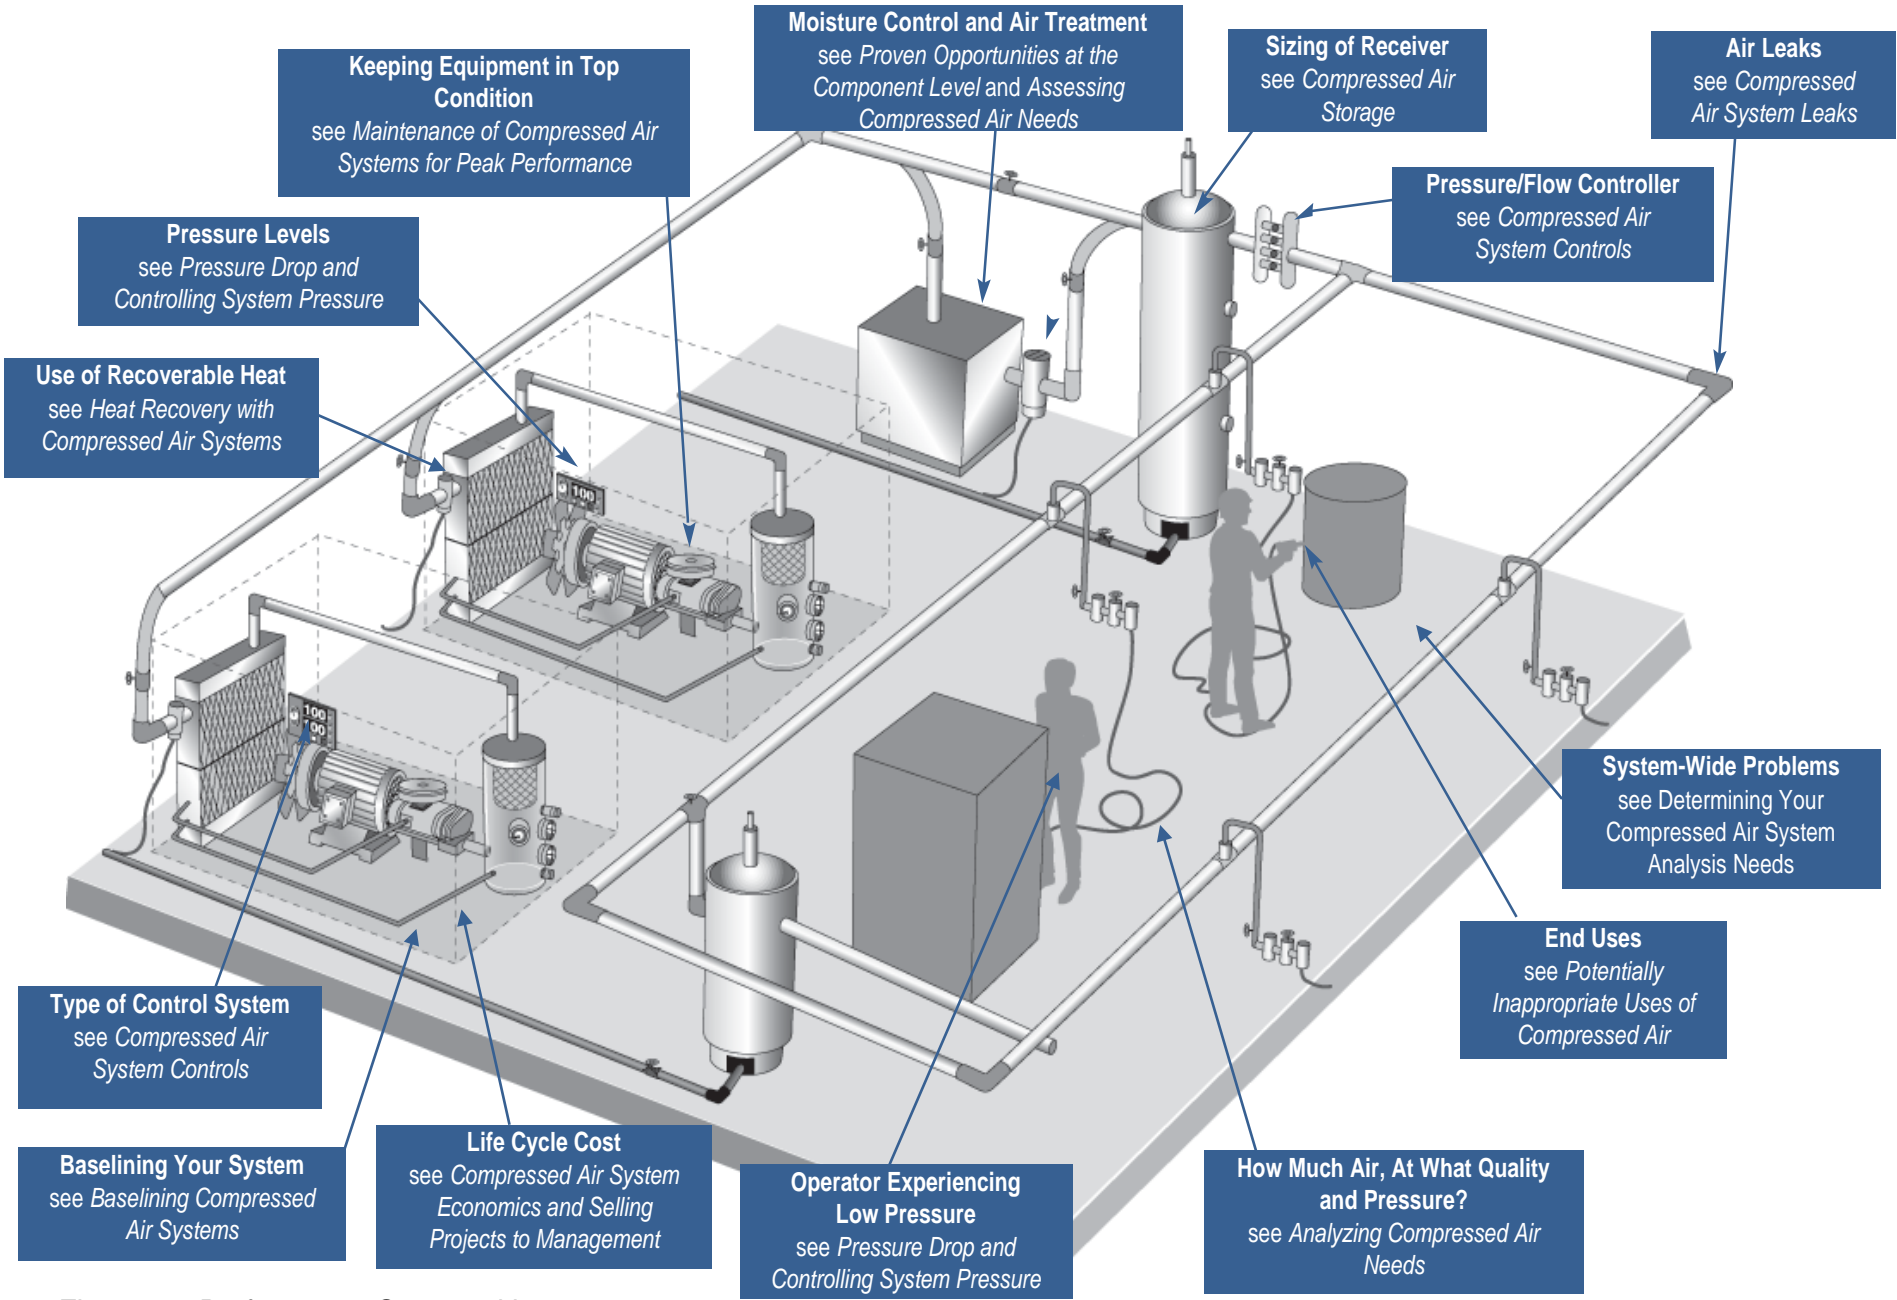 Moisture Control and Air Treatment
see Proven Opportunities at the
Component Level and Assessing
Compressed Air Needs
Sizing of Receiver
see Compressed Air
Storage
Air Leaks
see Compressed
Air System Leaks
Keeping Equipment in Top
Condition
see Maintenance of Compressed Air
Systems for Peak Performance
Pressure/Flow Controller
see Compressed Air
System Controls
Pressure Levels
see Pressure Drop and
Controlling System Pressure
Use of Recoverable Heat
see Heat Recovery with
Compressed Air Systems
100
100
System-Wide Problems
see Determining Your
Compressed Air System
Analysis Needs
End Uses
see Potentially
Inappropriate Uses of
Compressed Air
Type of Control System
see Compressed Air
System Controls
Baselining Your System
see Baselining Compressed
Air Systems
Life Cycle Cost
see Compressed Air System
Economics and Selling
Projects to Management
Operator Experiencing
Low Pressure
see Pressure Drop and
Controlling System Pressure
How Much Air, At What Quality
and Pressure?
see Analyzing Compressed Air
Needs